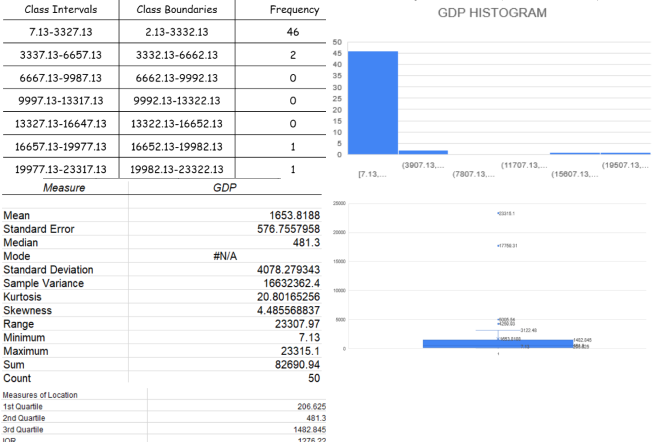 Class Intervals Class Boundaries Frequency
7.13-3327.13 2.13-3332.13 46
3337.13-6657.13 3332.13-6662.13 2
6667.13-9987.13 6662.13-9992.13 0
9997.13-13317.13 9992.13-13322.13 0
13327.13-16647.13 13322.13-16652.13 0
16657.13-19977.13 16652.13-19982.13 1
19977.13-23317.13 19982.13-23322.13 1
Measure GDP
Mean 1653.8188
Standard Error 576.7557958
Median 481.3
Mode #N/A
Standard Deviation 4078.279343
Sample Variance 16632362.4
Kurtosis 20.80165256
Skewness 4.485568837
Range 23307.97
Minimum 7.13
Maximum 23315.1
Sum 82690.94
Count 50
Measures of Location
1st Quartile 206.625
2nd Quartile 481.3
3rd Quartile 1482.845
IQR 1276.22
GDP HISTOGRAM
50
45
40
35
30
25
20
15
10
5
0
[7.13,... (3907.13,... (7807.13,... (11707.13,... (15607.13,... (19507.13,...
25000
20000
15000
10000
5000
0
23315.1
17768.31
3122.48
1482.845
1